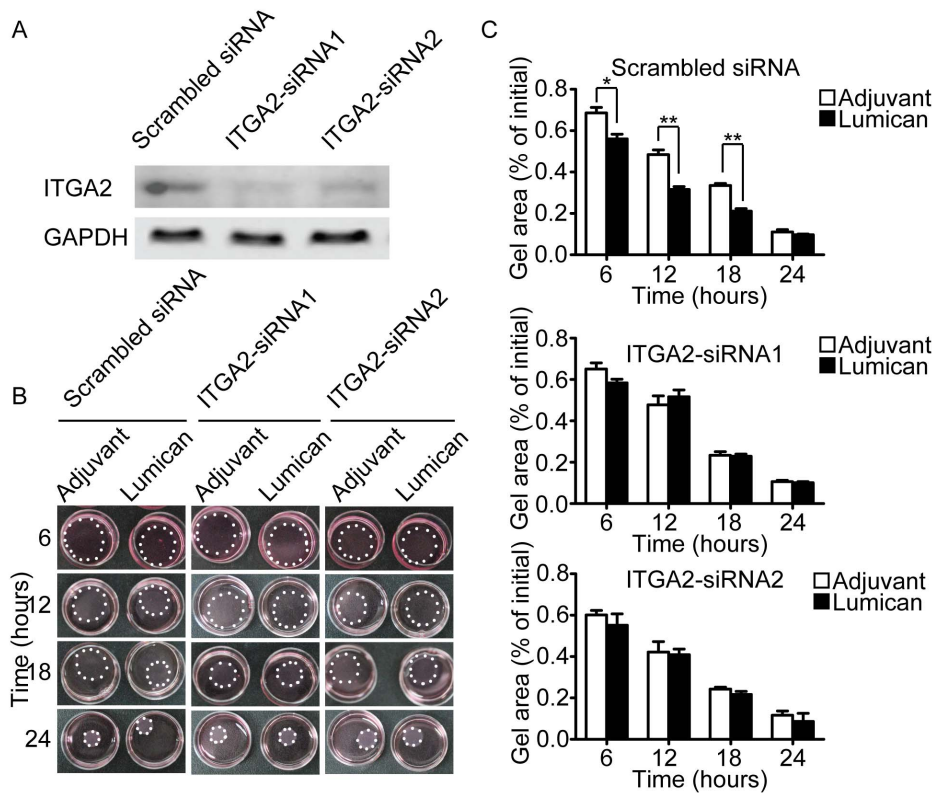 A
Scrambled siRNA
ITGA2-siRNA1
ITGA2-siRNA2
ITGA2
GAPDH
B
Scrambled siRNA
ITGA2-siRNA1
ITGA2-siRNA2
Adjuvant
Lumican
Adjuvant
Lumican
Adjuvant
Lumican
Time (hours)
6
12
18
24
C
Scrambled siRNA
Adjuvant
Lumican
Gel area (% of initial)
0.8
0.6
0.4
0.2
0.0
*
**
**
6 12 18 24
Time (hours)
ITGA2-siRNA1
Adjuvant
Lumican
Gel area (% of initial)
0.8
0.6
0.4
0.2
0.0
6 12 18 24
Time (hours)
ITGA2-siRNA2
Adjuvant
Lumican
Gel area (% of initial)
0.8
0.6
0.4
0.2
0.0
6 12 18 24
Time (hours)